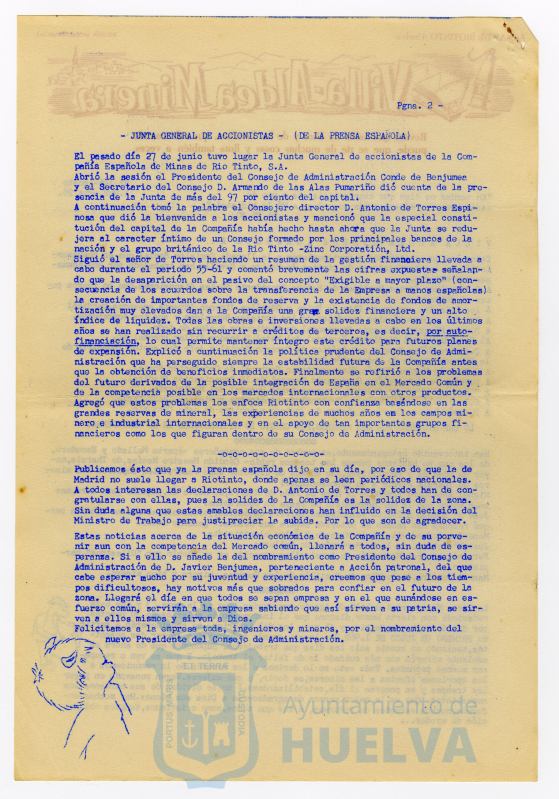 Villa-Aldea Minera
Pgna. 2 -
- JUNTA GENERAL DE ACCIONISTAS - (DE LA PRENSA ESPAÑOLA)
El pasado día 27 de junio tuvo lugar la Junta General de accionistas de la Com-
pañía Española de Minas de Rio Tinto, S.A.
Abrió la sesión el Presidente del Consejo de Administración Conde de Benjumea
y el Secretario del Consejo D. Armando de las Alas Pumariño dió cuenta de la pre-
sencia de la Junta de más del 97 por ciento del capital.
A continuación tomó la palabra el Consejero director D. Antonio de Torres Espi-
nosa que dió la bienvenida a los accionistas y mencionó que la especial consti-
tución del capital de la Compañía había hecho hasta ahora que la Junta se redu-
jera al caracter íntimo de un Consejo formado por los principales bancos de la
nación y el grupo británico de la Rio Tinto -Zinc Corporatión, Ltd.
Siguió el señor de Torres haciendo un resumen de la gestión financiera llevada a
cabo durante el periodo 55-61 y comentó brevemente las cifras expuestas señalan-
do que la desaparición en el pasivo del concepto "Exigible a mayor plazo" (con-
secuencia de los acuerdos sobre la transferencia de la Empresa a manos españolas)
la creación de importantes fondos de reserva y la existencia de fondos de amor-
tización muy elevados dan a la Compañía una gran solidez financiera y un alto
índice de liquidez. Todas las obras e inversiones llevadas a cabo en los últimos
años se han realizado sin recurrir a créditos de terceros, es decir, por auto-
financiación, lo cual permite mantener íntegro este crédito para futuros planes
de expansión. Explicó a cuntinuación la política prudente del Consejo de Admi-
nistración que ha perseguido siempre la estabilidad futura de la Compañía antes
que la obtención de beneficios inmediatos. Finalmente se refirió a los problemas
del futuro derivados de la posible integración de España en el Mercado Común y
de la competencia posible en los mercados internacionales con otros productos.
Agregó que estos problemas los enfoca Riotinto con confianza basándose en las
grandes reservas de mineral, las experiencias de muchos años en los campos mi-
nero e industrial internacionales y en el apoyo de tan importantes grupos fi-
nancieros como los que figuran dentro de su Consejo de Administración.
-o-o-o-o-o-o-o-o-o-o-
Publicamos ésto que ya la prensa española dijo en su día, por eso de que la de
Madrid no suele llegar a Riotinto, donde apenas se leen periódicos nacionales.
A todos interesan las declaraciones de D. Antonio de Torres y todos han de con-
gratularse con ellas, pues la solidez de la Compañía es la solidez de la zona.
Sin duda alguna que estas amables declaraciones han influido en la decisión del
Ministro de Trabajo para justipreciar la subida. Por lo que son de agradecer.
Estas noticias acerca de la situación económica de la Compañía y de su porve-
nir aun con la competencia del Mercado común, llenará a todos, sin duda de es-
peranza. Si a ello se añade la del nombramiento como Presidente del Consejo de
Administración de D. Javier Benjumea, perteneciente a Acción patronal, del que
cabe esperar mucho por su juventud y experiencia, creemos que pese a los tiem-
pos dificultosos, hay motivos más que sobrados para confiar en el futuro de la
zona. Llegará el día en que todos se sepan empresa y en el que aunándose en es-
fuerzo común, servirán a la empresa sabiendo que así sirven a su patria, se sir-
ven a ellos mismos y sirven a Dios.
Felicitamos a la empresa toda, ingenieros y mineros, por el nombramiento del
nuevo Presidente del Consejo de Administración.
PORTUS MARIS
ET TERRAE
CUSTODIA
Ayuntamiento de
HUELVA